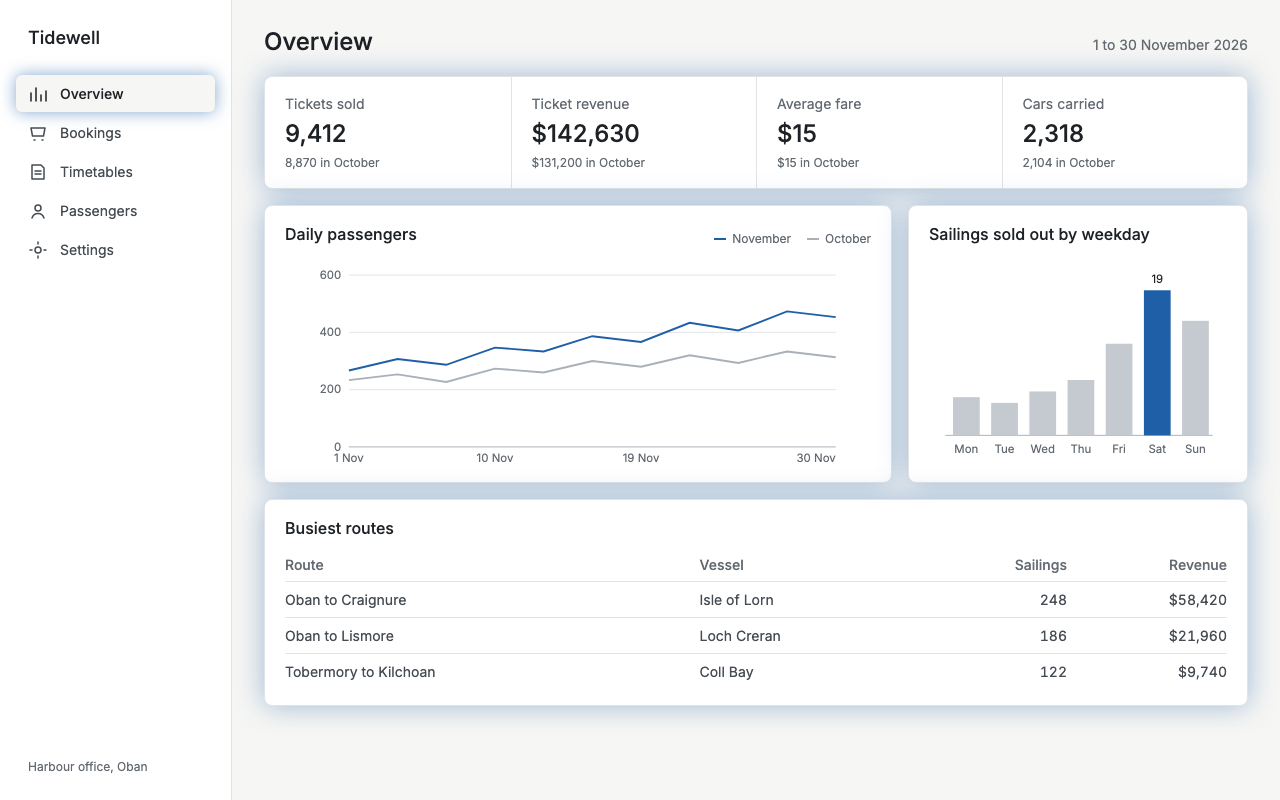 Tidewell
Overview
Bookings
Timetables
Passengers
Settings
Harbour office, Oban
Overview
1 to 30 November 2026
Tickets sold
9,412
8,870 in October
Ticket revenue
$142,630
$131,200 in October
Average fare
$15
$15 in October
Cars carried
2,318
2,104 in October
Daily passengers
November
October
600
400
200
0
1 Nov
10 Nov
19 Nov
30 Nov
Sailings sold out by weekday
19
Mon
Tue
Wed
Thu
Fri
Sat
Sun
Busiest routes
Route Vessel Sailings Revenue
Oban to Craignure Isle of Lorn 248 $58,420
Oban to Lismore Loch Creran 186 $21,960
Tobermory to Kilchoan Coll Bay 122 $9,740